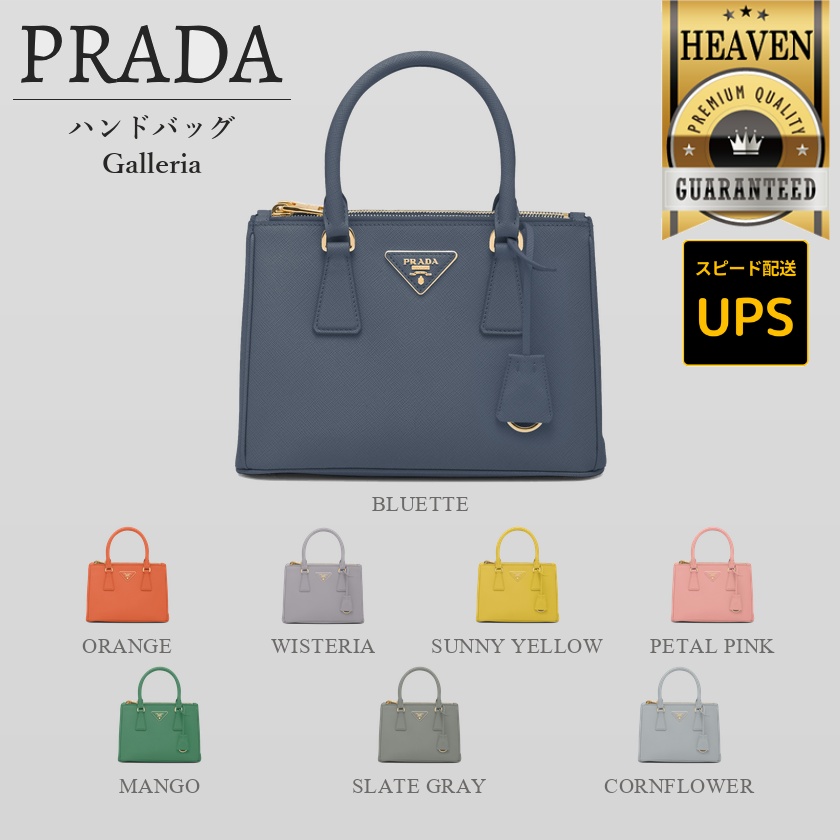 PRADA
ハンドバッグ
Galleria
HEAVEN
PREMIUM QUALITY
GUARANTEED
スピード配送
UPS
PRADA
BLUETTE
ORANGE
WISTERIA
SUNNY YELLOW
PETAL PINK
MANGO
SLATE GRAY
CORNFLOWER